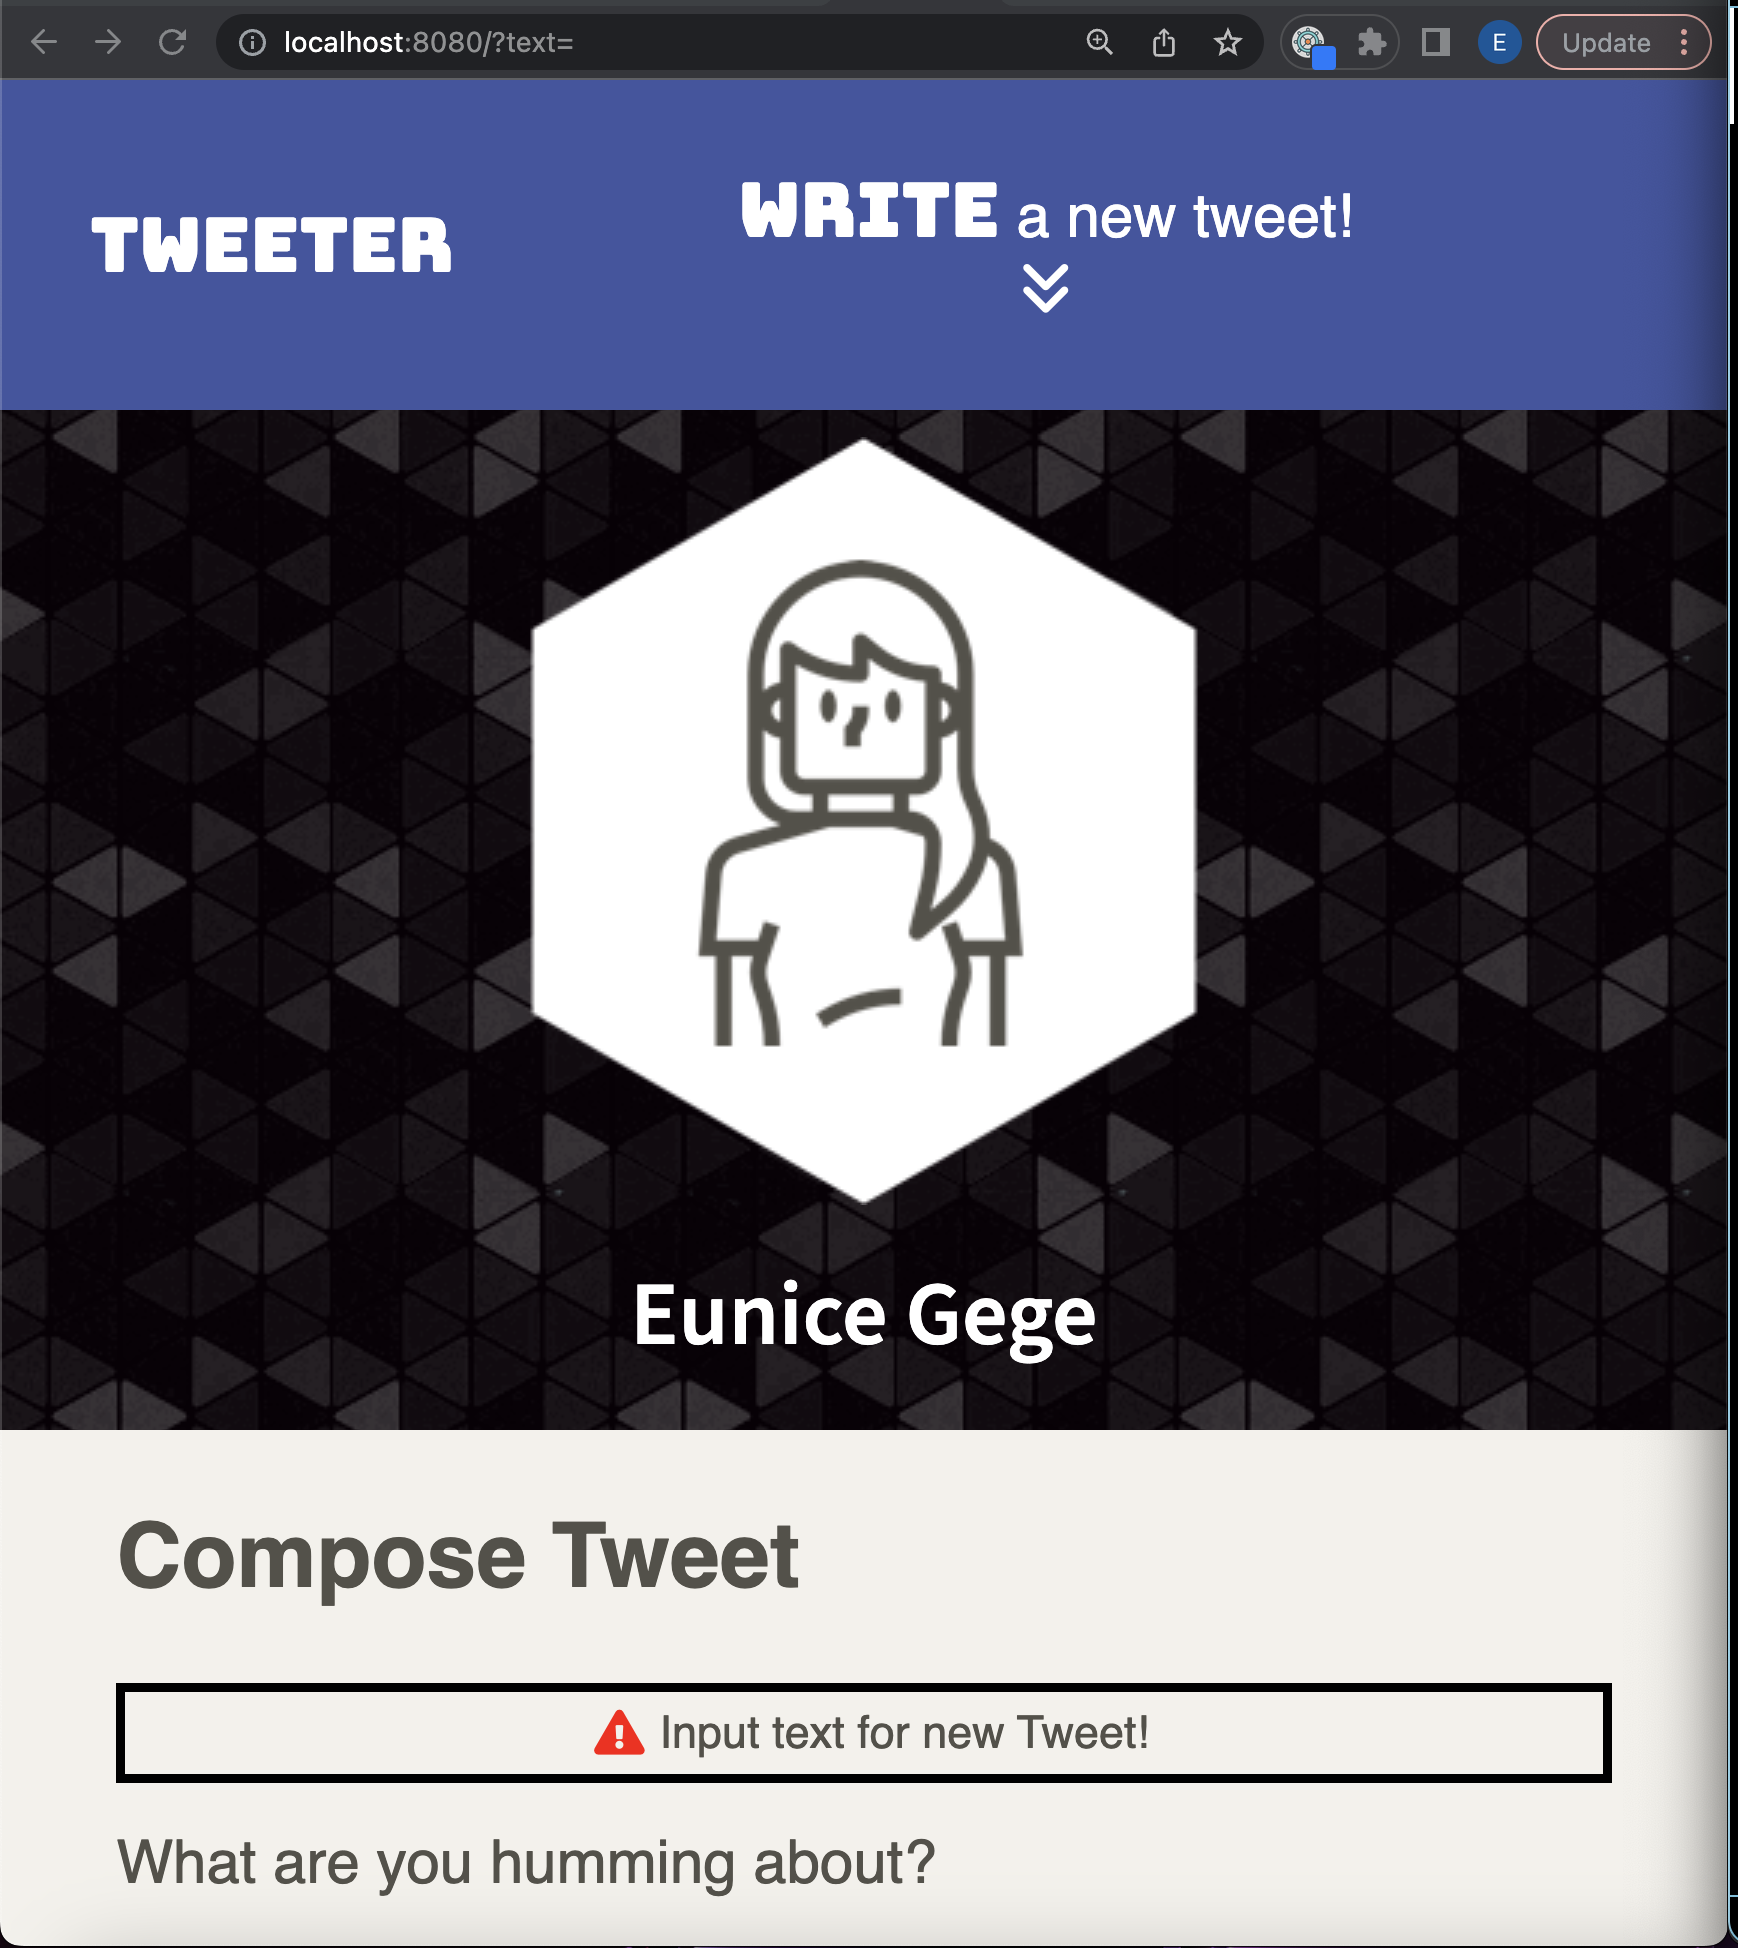 localhost:8080/?text=
E
Update
TWEETER
WRITE a new tweet!
Eunice Gege
Compose Tweet
Input text for new Tweet!
What are you humming about?